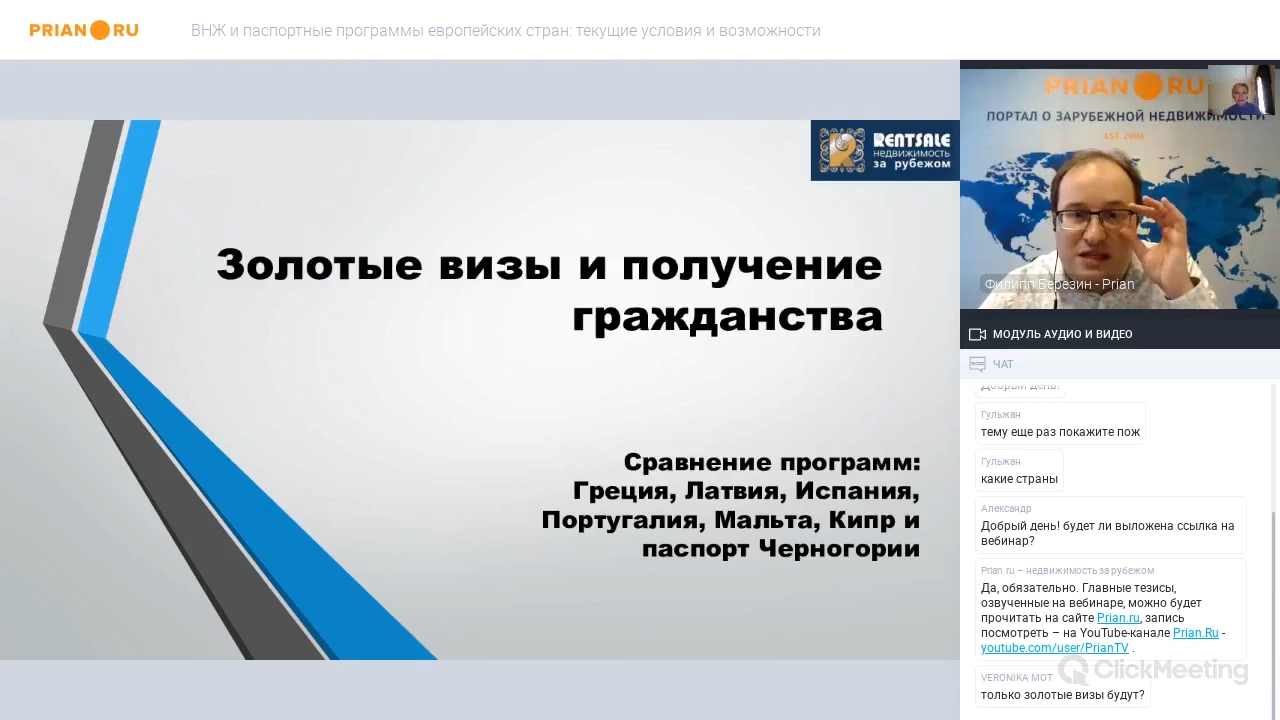 PRIAN RU
ВНЖ и паспортные программы европейских стран: текущие условия и возможности
RENTSALE
НЕДВИЖИМОСТЬ
за рубежом
Золотые визы и получение
гражданства
Сравнение программ:
Греция, Латвия, Испания,
Португалия, Мальта, Кипр и
паспорт Черногории
PRIAN RU
ПОРТАЛ О ЗАРУБЕЖНОЙ НЕДВИЖИМОСТИ
EST 2006
Филипп Березин - Prian
МОДУЛЬ АУДИО И ВИДЕО
ЧАТ
Добрый день!
Гульжан
тему еще раз покажите пож
Гульжан
какие страны
Александр
Добрый день! будет ли выложена ссылка на
вебинар?
Prian.ru – недвижимость за рубежом
Да, обязательно. Главные тезисы,
озвученные на вебинаре, можно будет
прочитать на сайте Prian.ru, запись
посмотреть – на YouTube-канале Prian.Ru -
youtube.com/user/PrianTV .
ClickMeeting
VERONIKA MOT
только золотые визы будут?